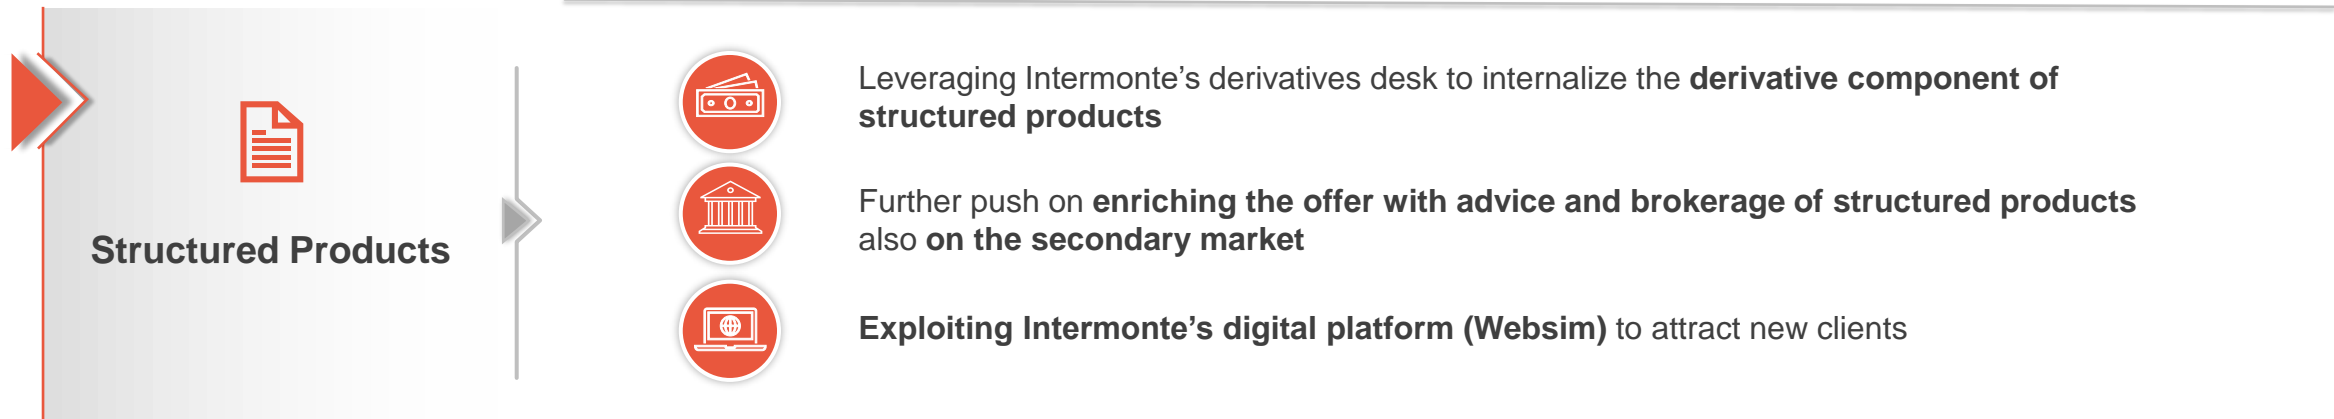 Structured Products
Leveraging Intermonte’s derivatives desk to internalize the derivative component of
structured products
Further push on enriching the offer with advice and brokerage of structured products
also on the secondary market
Exploiting Intermonte’s digital platform (Websim) to attract new clients